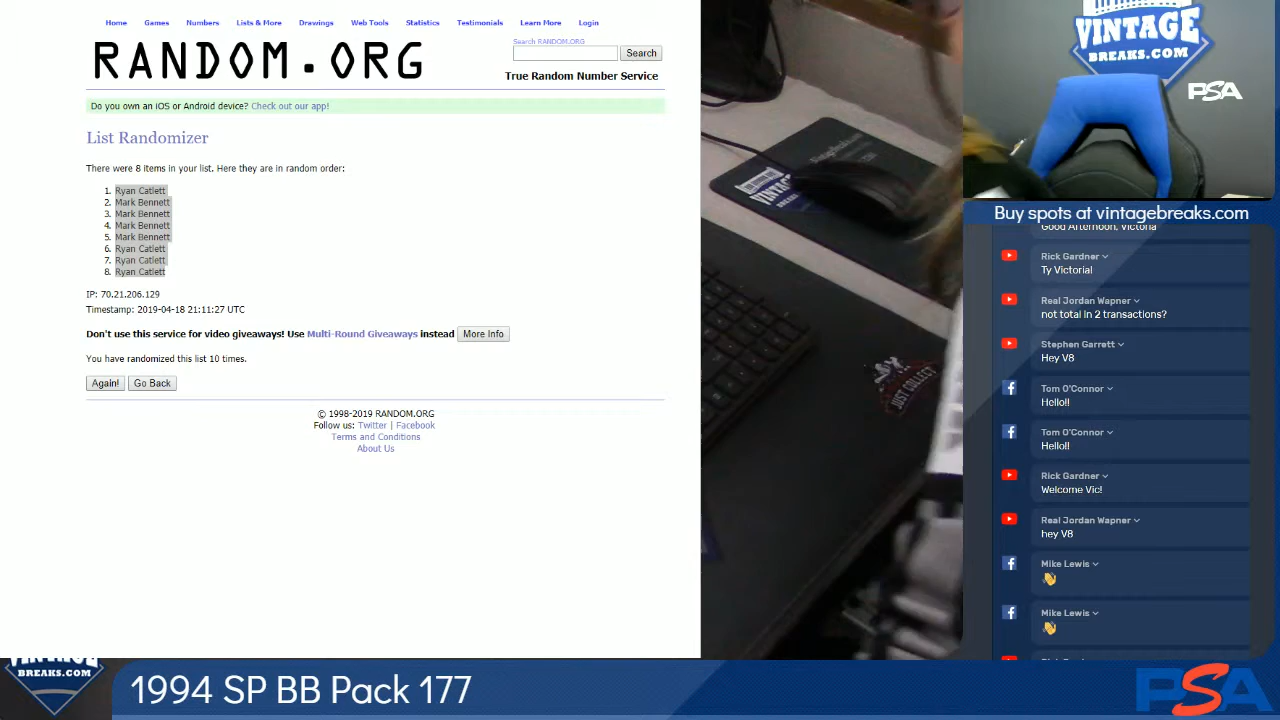 Home Games Numbers Lists & More Drawings Web Tools Statistics Testimonials Learn More Login
RANDOM.ORG
Search RANDOM.ORG
Search
True Random Number Service
Do you own an iOS or Android device? Check out our app!
List Randomizer
There were 8 items in your list. Here they are in random order:
1. Ryan Catlett
2. Mark Bennett
3. Mark Bennett
4. Mark Bennett
5. Mark Bennett
6. Ryan Catlett
7. Ryan Catlett
8. Ryan Catlett
IP: 70.21.206.129
Timestamp: 2019-04-18 21:11:27 UTC
Don't use this service for video giveaways! Use Multi-Round Giveaways instead More Info
You have randomized this list 10 times.
Again! Go Back
© 1998-2019 RANDOM.ORG
Follow us: Twitter | Facebook
Terms and Conditions
About Us
VINTAGE
JUST COLLECT
VINTAGE
BREAKS.COM
PSA
Buy spots at vintagebreaks.com
Good Afternoon, Victoria
Rick Gardner
Ty Victorial
Real Jordan Wapner
not total in 2 transactions?
Stephen Garrett
Hey V8
Tom O'Connor
Hello!!
Tom O'Connor
Hello!!
Rick Gardner
Welcome Vic!
Real Jordan Wapner
hey V8
Mike Lewis
Mike Lewis
VINTAGE
BREAKS.COM
1994 SP BB Pack 177
PSA